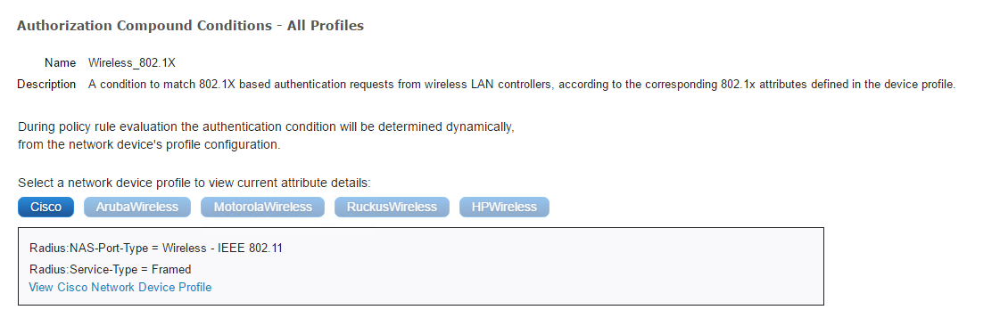 Authorization Compound Conditions - All Profiles
Name Wireless_802.1X
Description A condition to match 802.1X based authentication requests from wireless LAN controllers, according to the corresponding 802.1x attributes defined in the device profile.
During policy rule evaluation the authentication condition will be determined dynamically,
from the network device's profile configuration.
Select a network device profile to view current attribute details:
Cisco ArubaWireless MotorolaWireless RuckusWireless HPWireless
Radius:NAS-Port-Type = Wireless - IEEE 802.11
Radius:Service-Type = Framed
View Cisco Network Device Profile